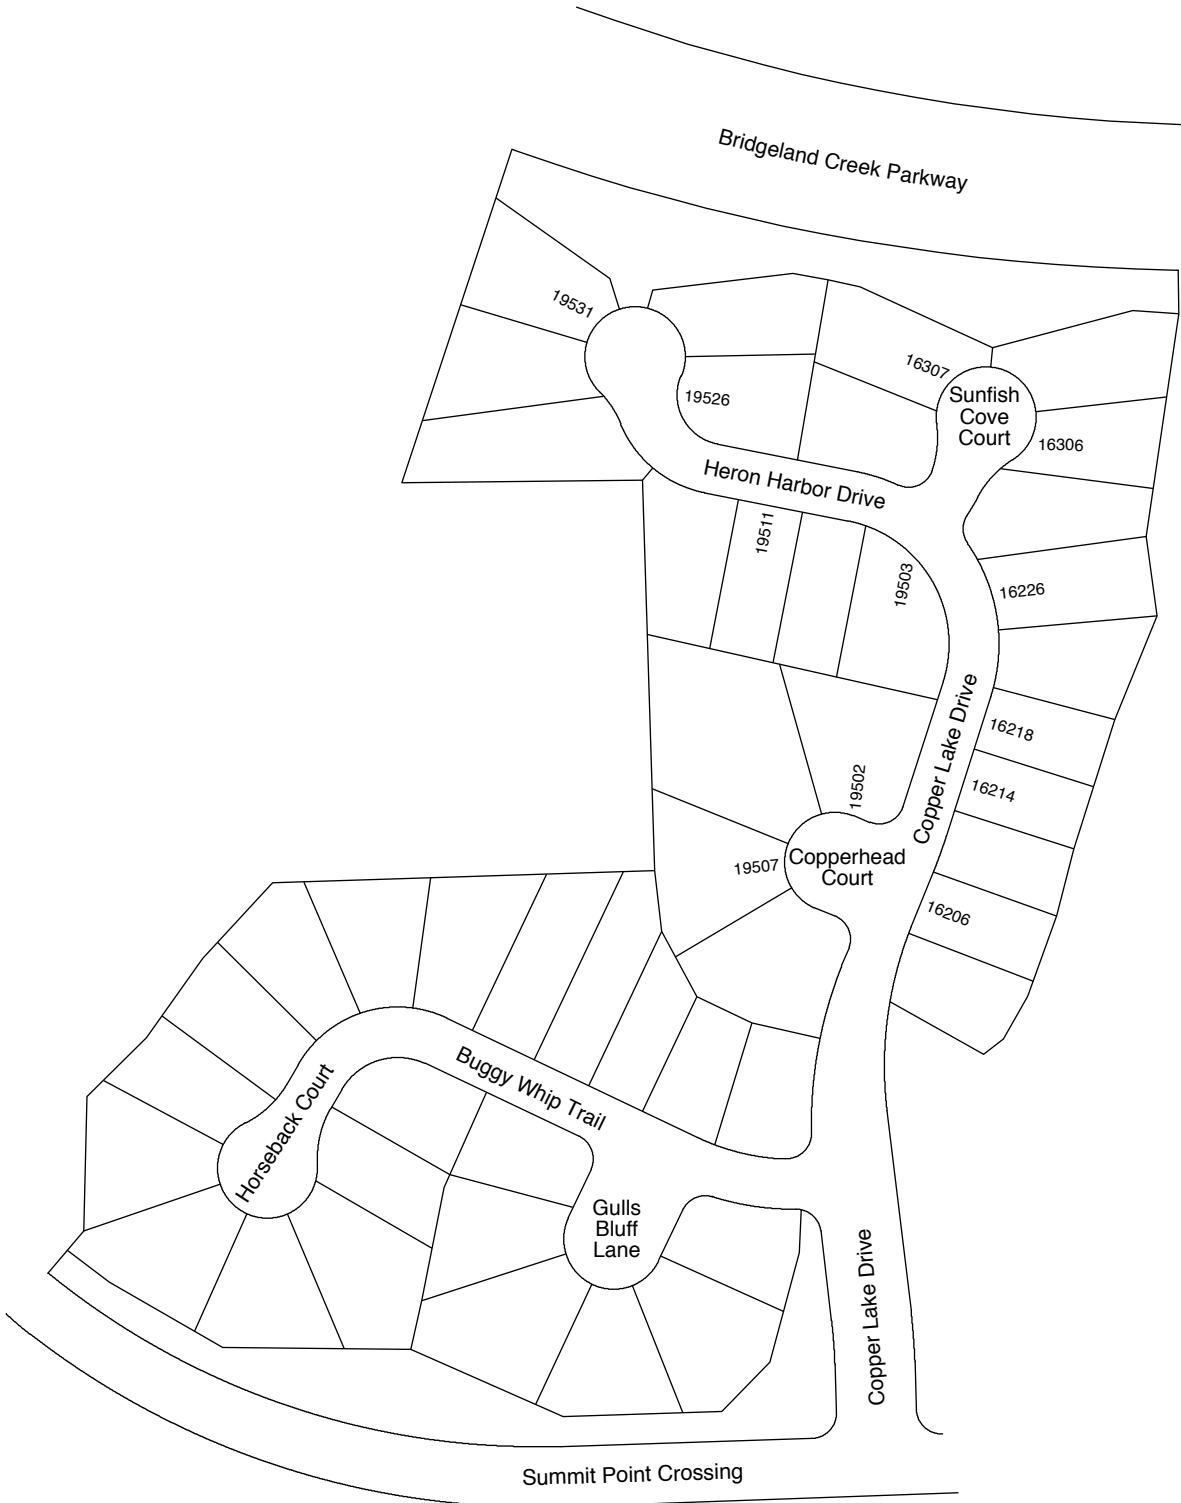 Bridgeland Creek Parkway
19531
16307
19526
Sunfish
Cove
Court
16306
Heron Harbor Drive
19511
19503
16226
Copper Lake Drive
16218
19502
16214
19507
Copperhead
Court
16206
Buggy Whip Trail
Horseback Court
Gulls
Bluff
Lane
Copper Lake Drive
Summit Point Crossing